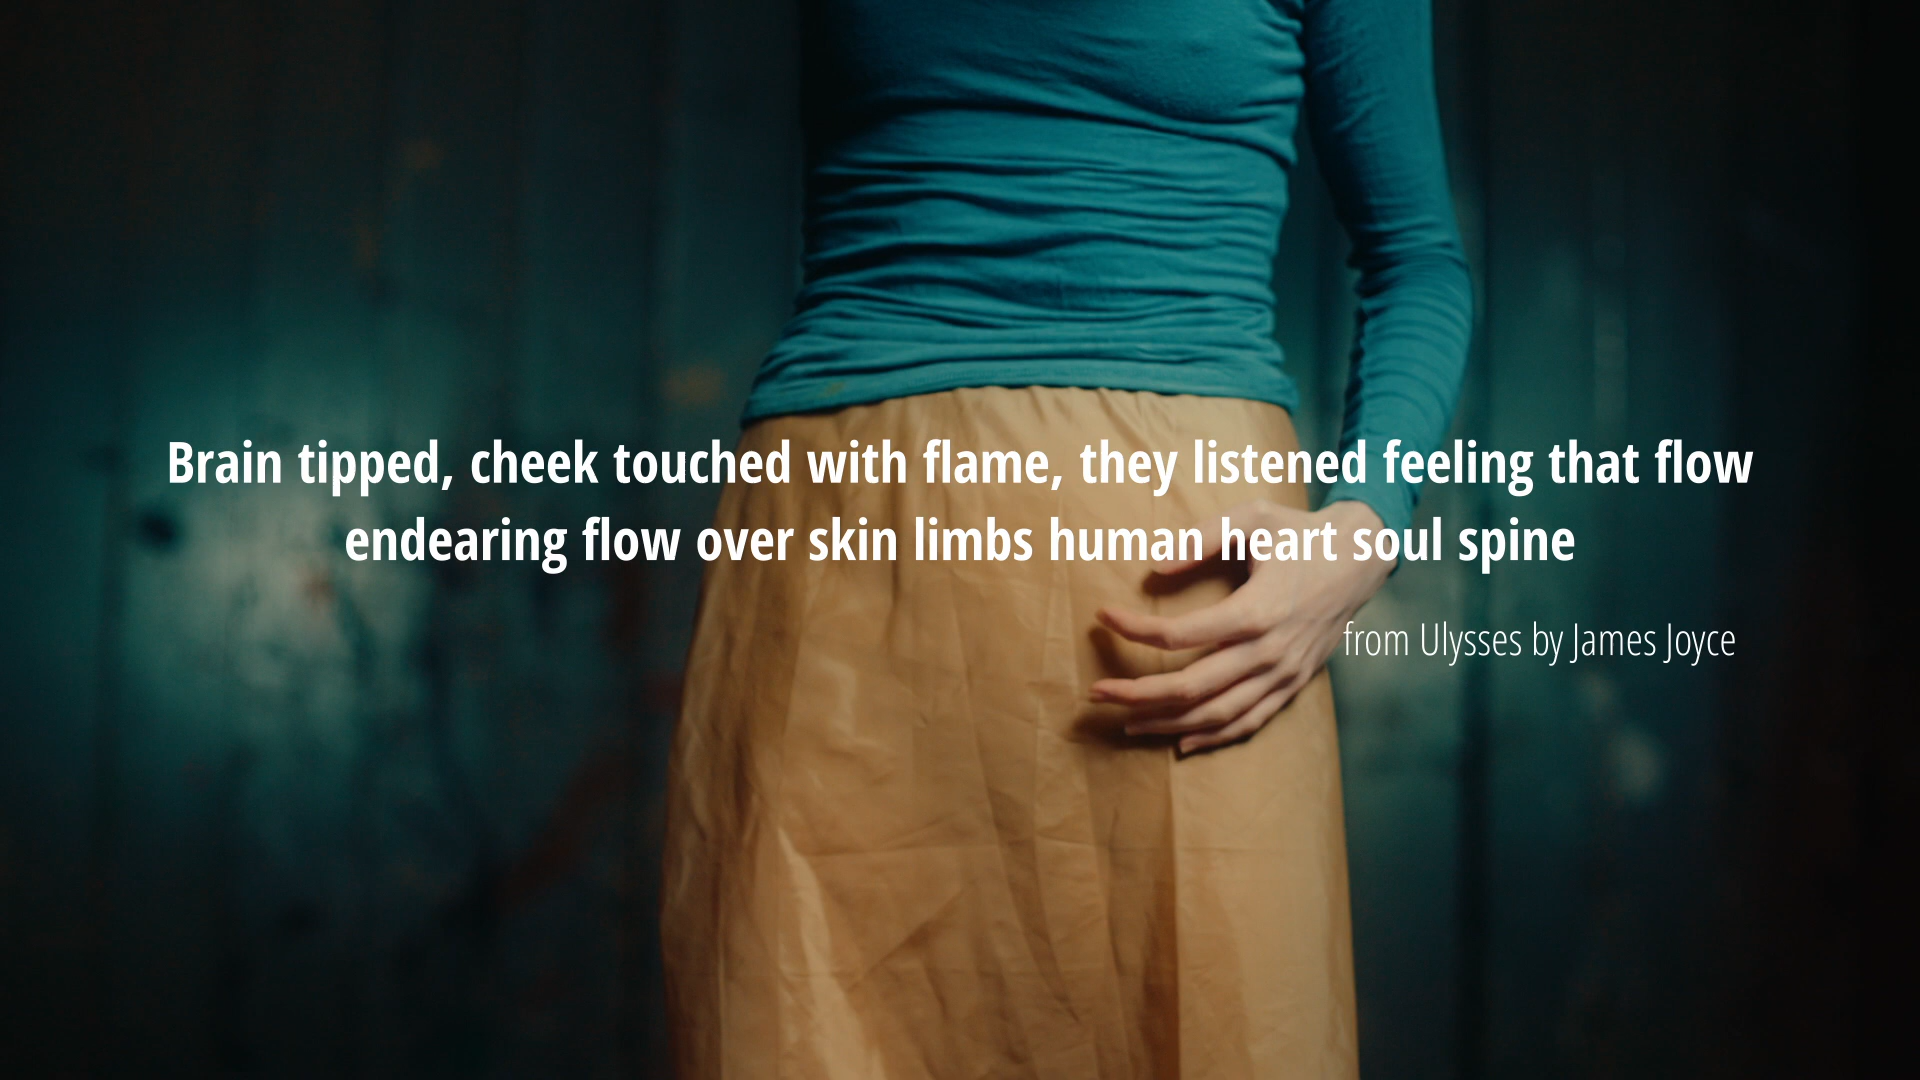 Brain tipped, cheek touched with flame, they listened feeling that flow
endearing flow over skin limbs human heart soul spine
from Ulysses by James Joyce